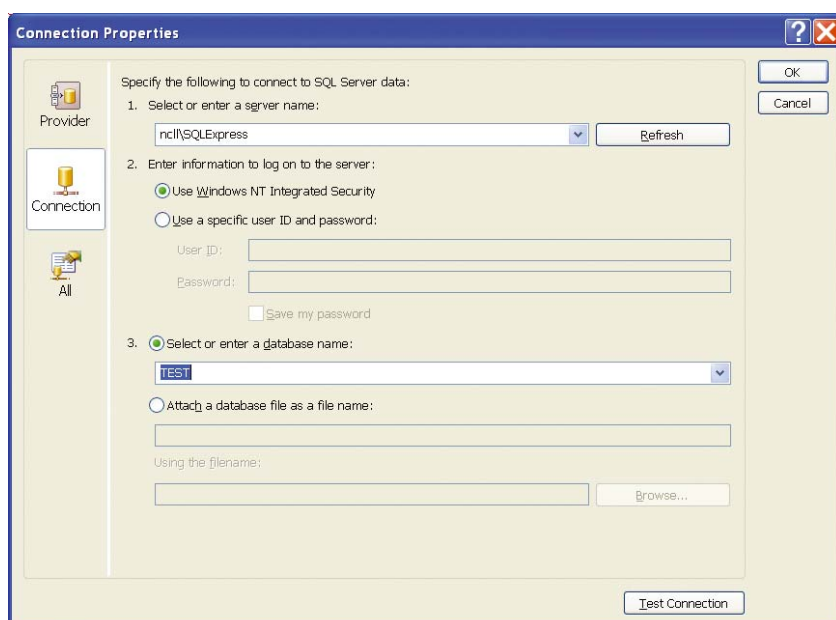 Connection Properties
OK
Cancel
Provider
Connection
All
Specify the following to connect to SQL Server data:
1. Select or enter a server name:
ncll\SQLExpress
Refresh
2. Enter information to log on to the server:
Use Windows NT Integrated Security
Use a specific user ID and password:
User ID:
Password:
Save my password
3. Select or enter a database name:
TEST
Attach a database file as a file name:
Using the filename:
Browse...
Test Connection